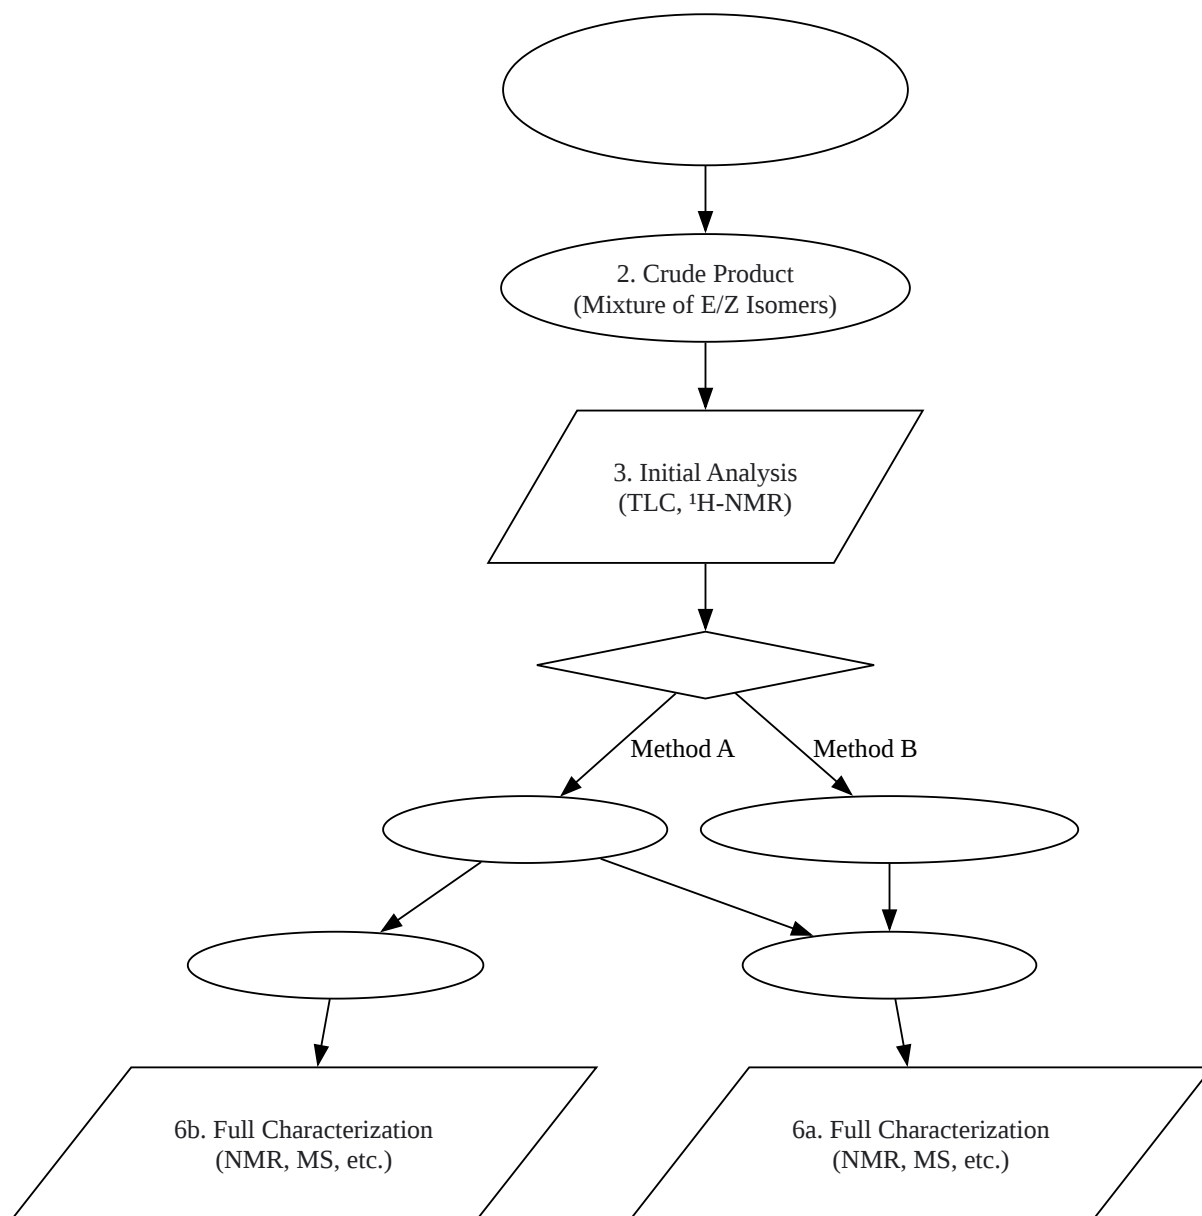 2. Crude Product
(Mixture of E/Z Isomers)
3. Initial Analysis
(TLC, ¹H-NMR)
Method A
Method B
6b. Full Characterization
(NMR, MS, etc.)
6a. Full Characterization
(NMR, MS, etc.)